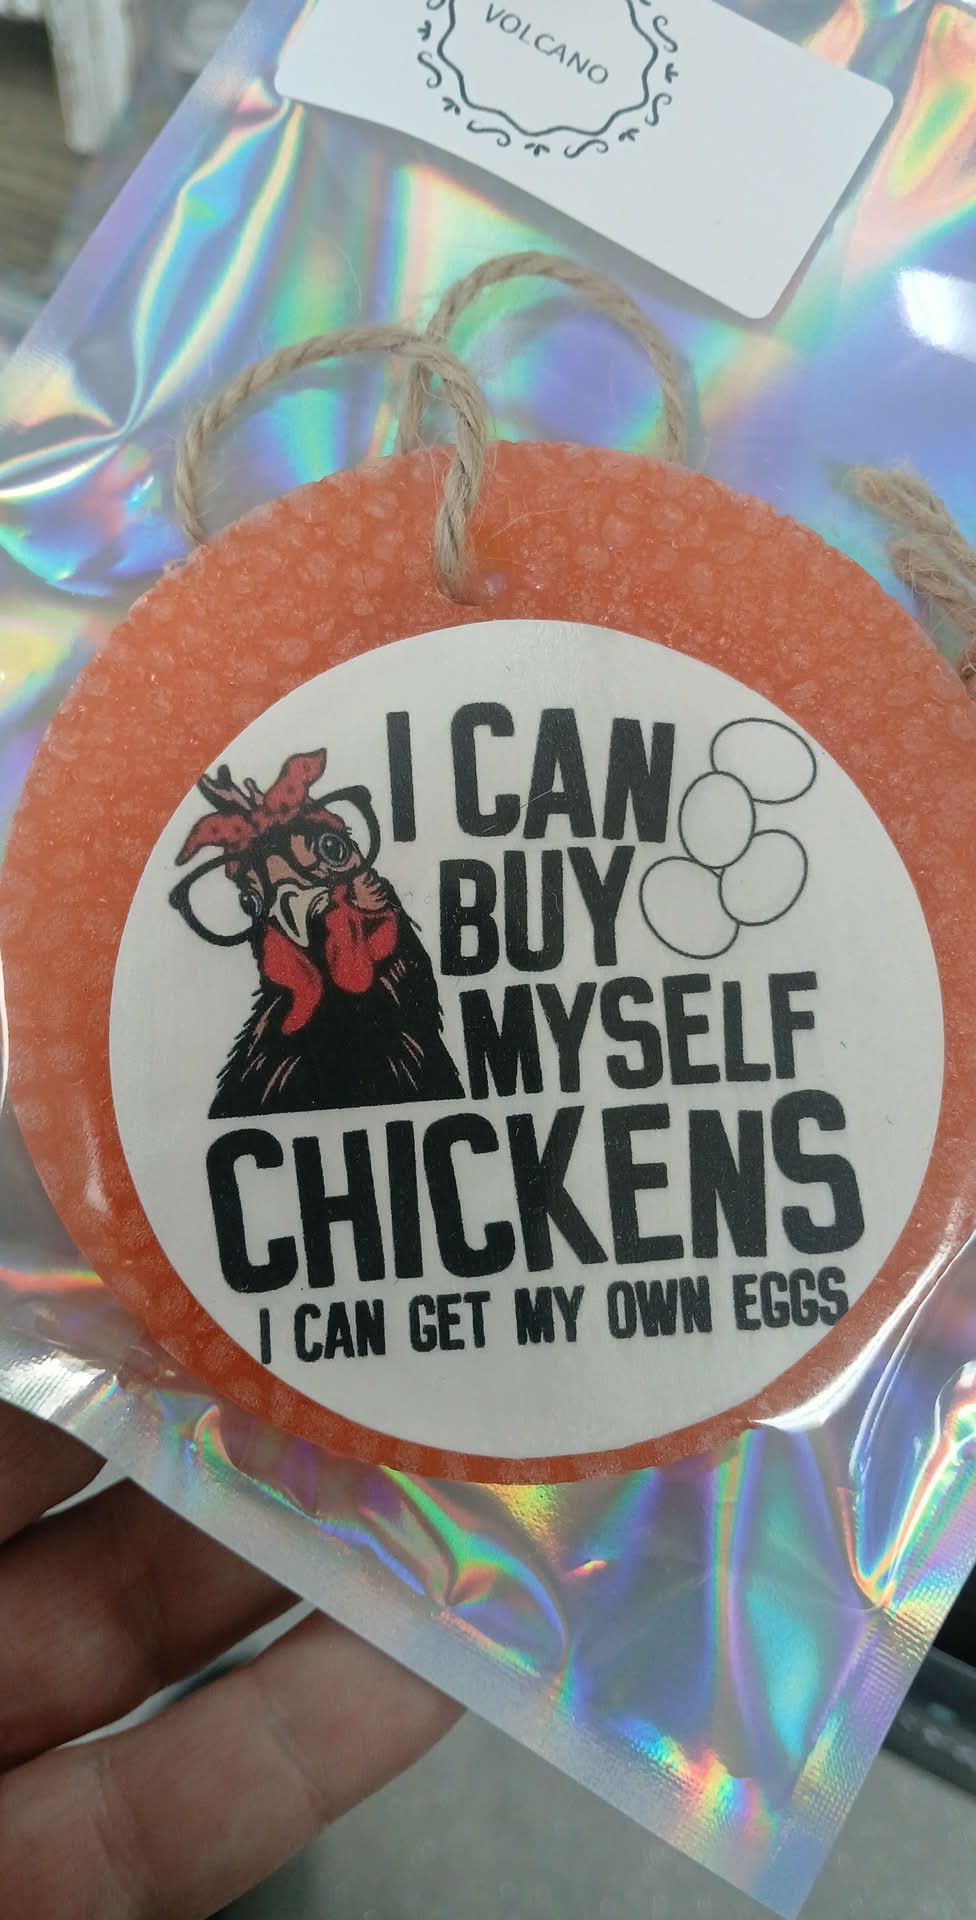 VOLCANO
I CAN
BUY
MYSELF
CHICKENS
I CAN GET MY OWN EGGS